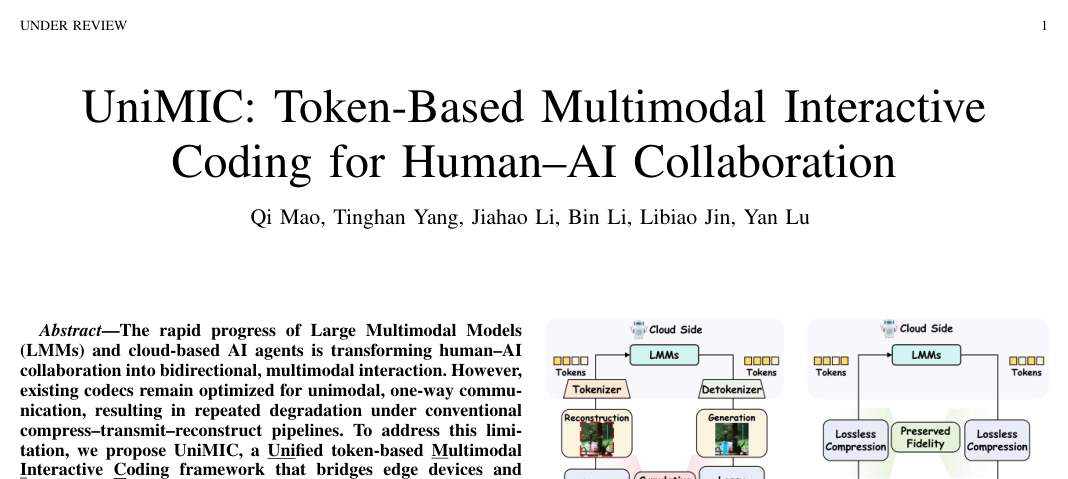 UNDER REVIEW
1
UniMIC: Token-Based Multimodal Interactive
Coding for Human–AI Collaboration
Qi Mao, Tinghan Yang, Jiahao Li, Bin Li, Libiao Jin, Yan Lu
Abstract—The rapid progress of Large Multimodal Models
(LMMs) and cloud-based AI agents is transforming human–AI
collaboration into bidirectional, multimodal interaction. However,
existing codecs remain optimized for unimodal, one-way commu-
nication, resulting in repeated degradation under conventional
compress–transmit–reconstruct pipelines. To address this limi-
tation, we propose UniMIC, a Unified token-based Multimodal
Interactive Coding framework that bridges edge devices and
Cloud Side
LMMs
Tokens
Tokens
Tokenizer
Detokenizer
Reconstruction
Generation
Cloud Side
LMMs
Tokens
Tokens
Lossless
Compression
Preserved
Fidelity
Lossless
Compression